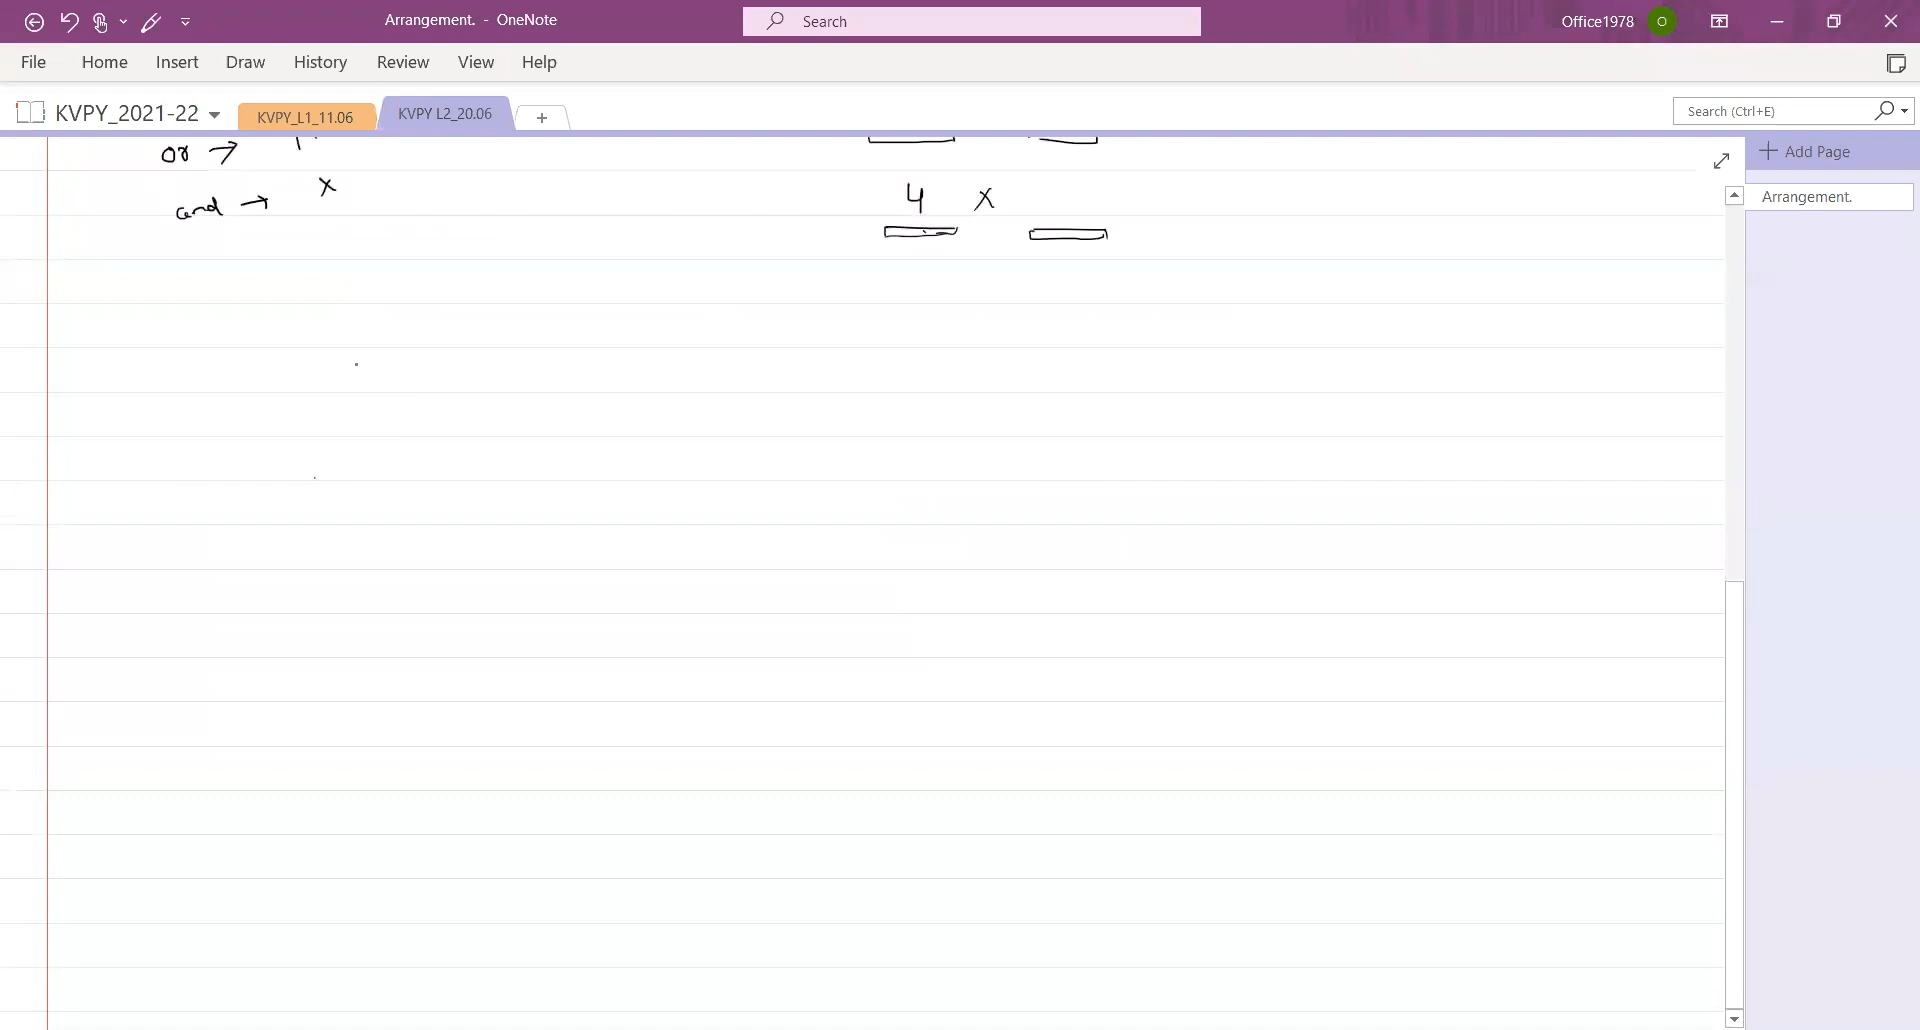 Arrangement. - OneNote
Search
Office1978
O
File Home Insert Draw History Review View Help
KVPY_2021-22
KVPY_L1_11.06
KVPY L2_20.06
+
Search (Ctrl+E)
Add Page
Arrangement.
or →
and → x
4 x